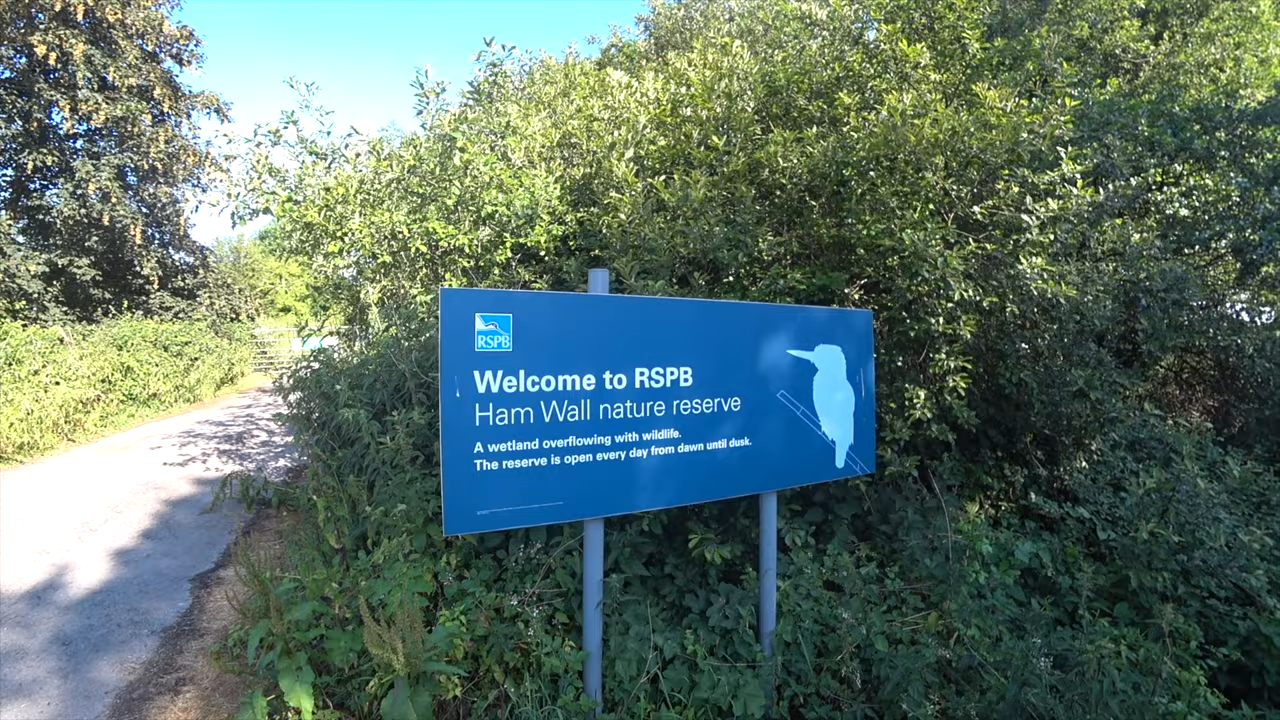 RSPB
Welcome to RSPB
Ham Wall nature reserve
A wetland overflowing with wildlife.
The reserve is open every day from dawn until dusk.